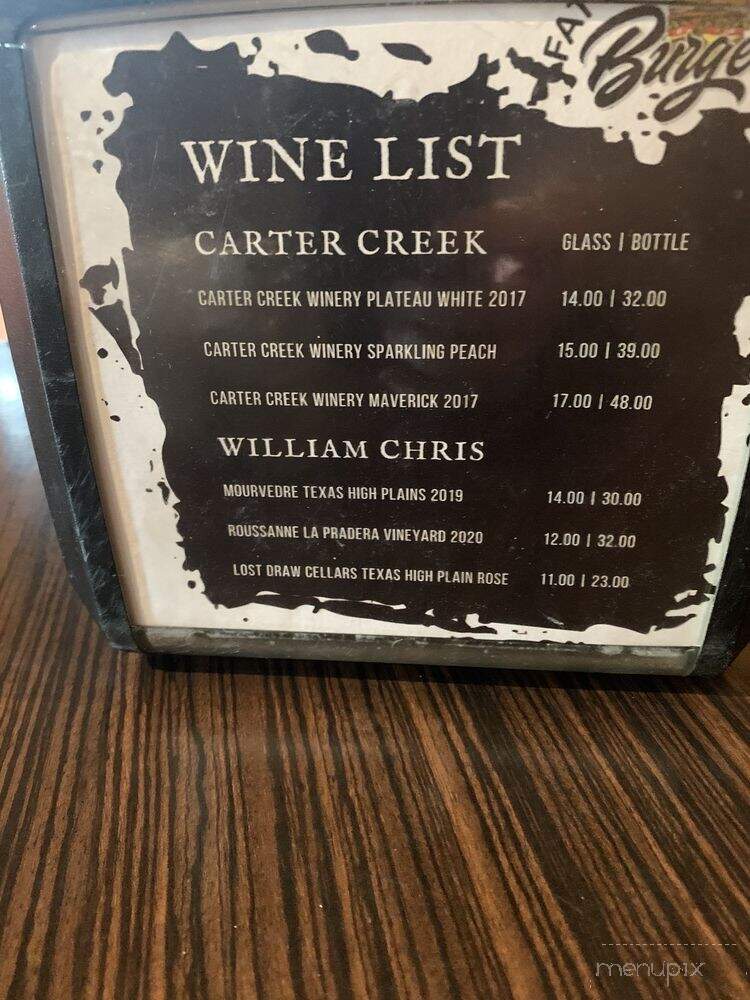 FAT
Burge
WINE LIST
CARTER CREEK GLASS | BOTTLE
CARTER CREEK WINERY PLATEAU WHITE 2017 14.00 | 32.00
CARTER CREEK WINERY SPARKLING PEACH 15.00 | 39.00
CARTER CREEK WINERY MAVERICK 2017 17.00 | 48.00
WILLIAM CHRIS
MOURVEDRE TEXAS HIGH PLAINS 2019 14.00 | 30.00
ROUSSANNE LA PRADERA VINEYARD 2020 12.00 | 32.00
LOST DRAW CELLARS TEXAS HIGH PLAIN ROSE 11.00 | 23.00
menupix